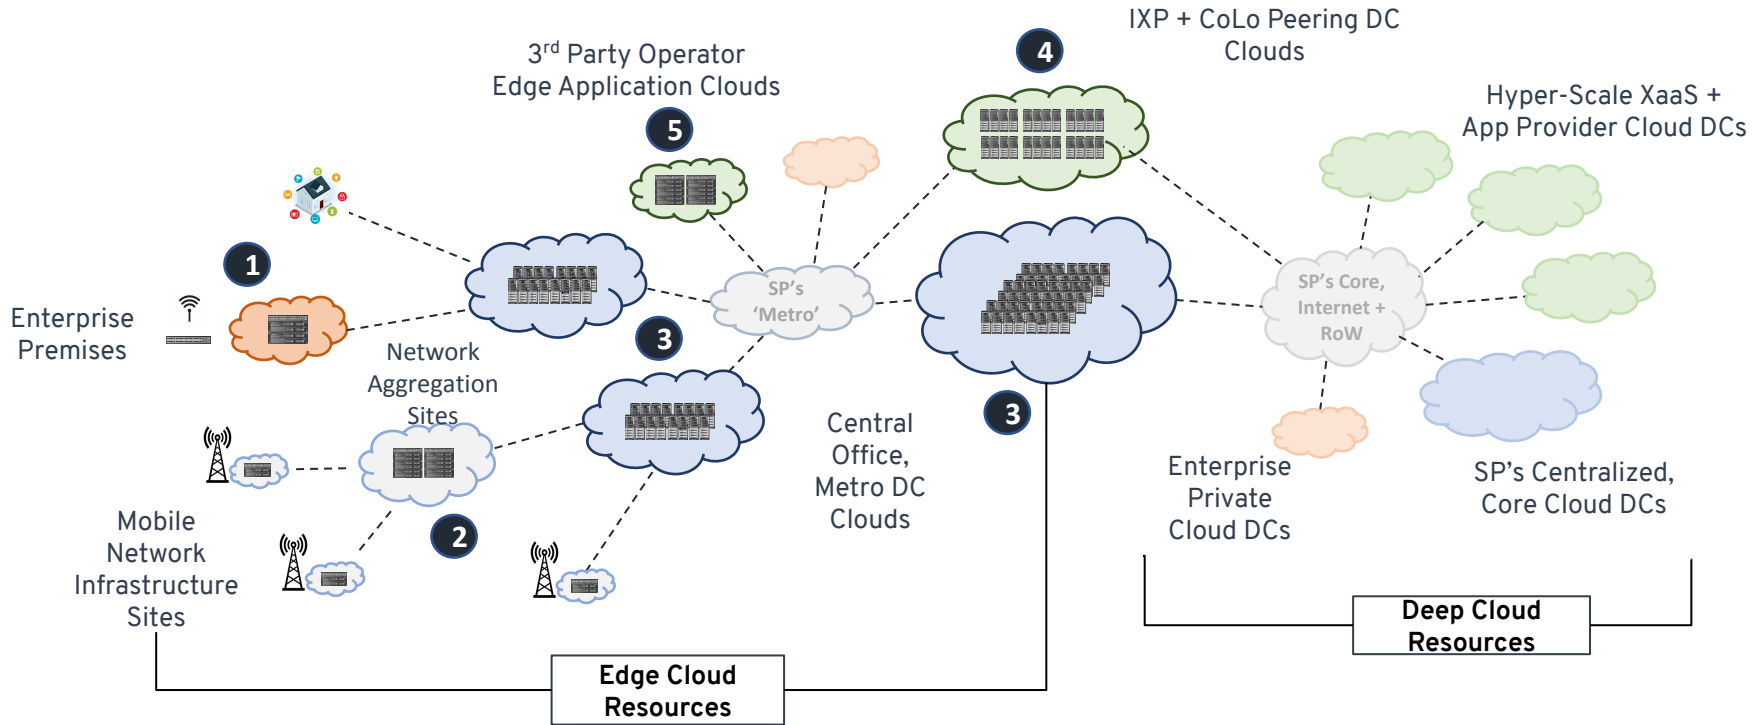 IXP + CoLo Peering DC
Clouds
3rd Party Operator
Edge Application Clouds
4
Hyper-Scale XaaS +
App Provider Cloud DCs
5
1
SP's
'Metro'
SP's Core,
Internet +
RoW
Enterprise
Premises
3
Network
Aggregation
Sites
3
Central
Office,
Metro DC
Clouds
Enterprise
Private
Cloud DCs
SP's Centralized,
Core Cloud DCs
2
Mobile
Network
Infrastructure
Sites
Deep Cloud
Resources
Edge Cloud
Resources